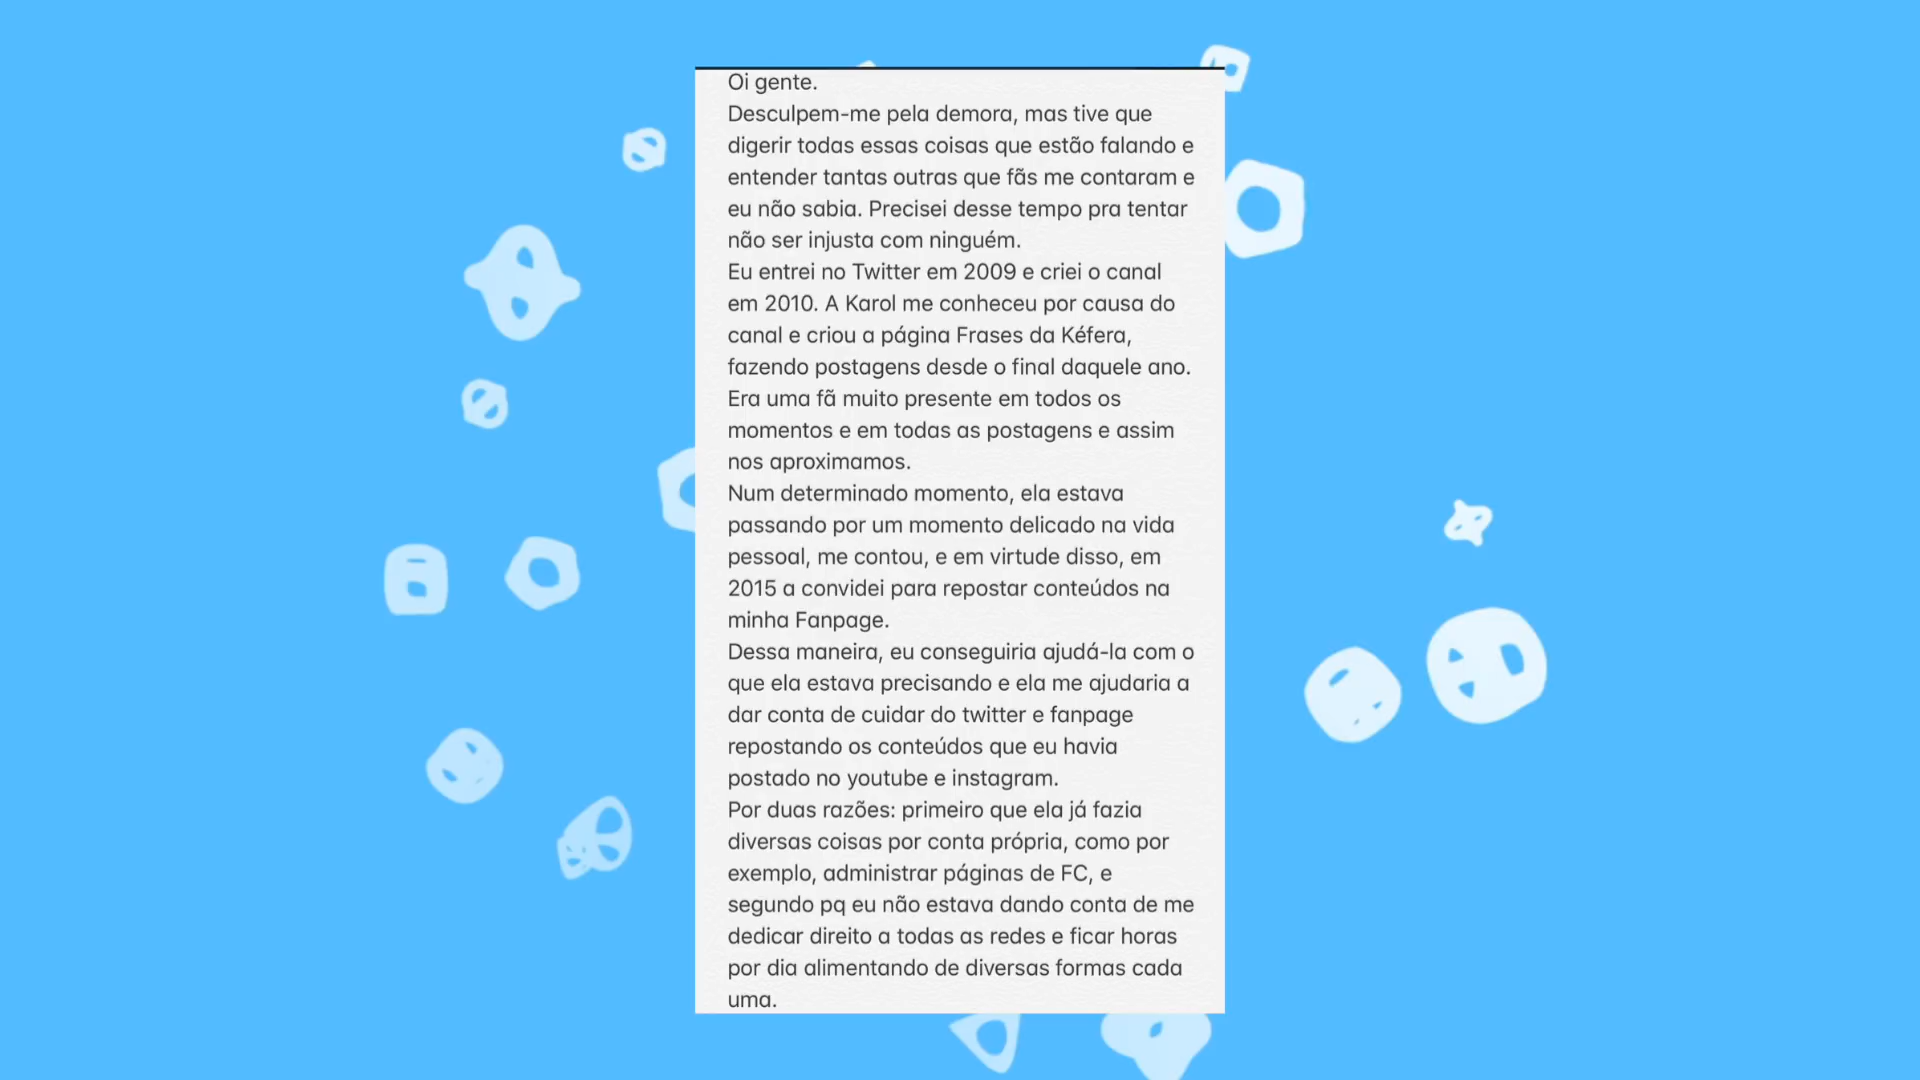 Oi gente.
Desculpem-me pela demora, mas tive que
digerir todas essas coisas que estão falando e
entender tantas outras que fãs me contaram e
eu não sabia. Precisei desse tempo pra tentar
não ser injusta com ninguém.
Eu entrei no Twitter em 2009 e criei o canal
em 2010. A Karol me conheceu por causa do
canal e criou a página Frases da Kéfera,
fazendo postagens desde o final daquele ano.
Era uma fã muito presente em todos os
momentos e em todas as postagens e assim
nos aproximamos.
Num determinado momento, ela estava
passando por um momento delicado na vida
pessoal, me contou, e em virtude disso, em
2015 a convidei para repostar conteúdos na
minha Fanpage.
Dessa maneira, eu conseguiria ajudá-la com o
que ela estava precisando e ela me ajudaria a
dar conta de cuidar do twitter e fanpage
repostando os conteúdos que eu havia
postado no youtube e instagram.
Por duas razões: primeiro que ela já fazia
diversas coisas por conta própria, como por
exemplo, administrar páginas de FC, e
segundo pq eu não estava dando conta de me
dedicar direito a todas as redes e ficar horas
por dia alimentando de diversas formas cada
uma.